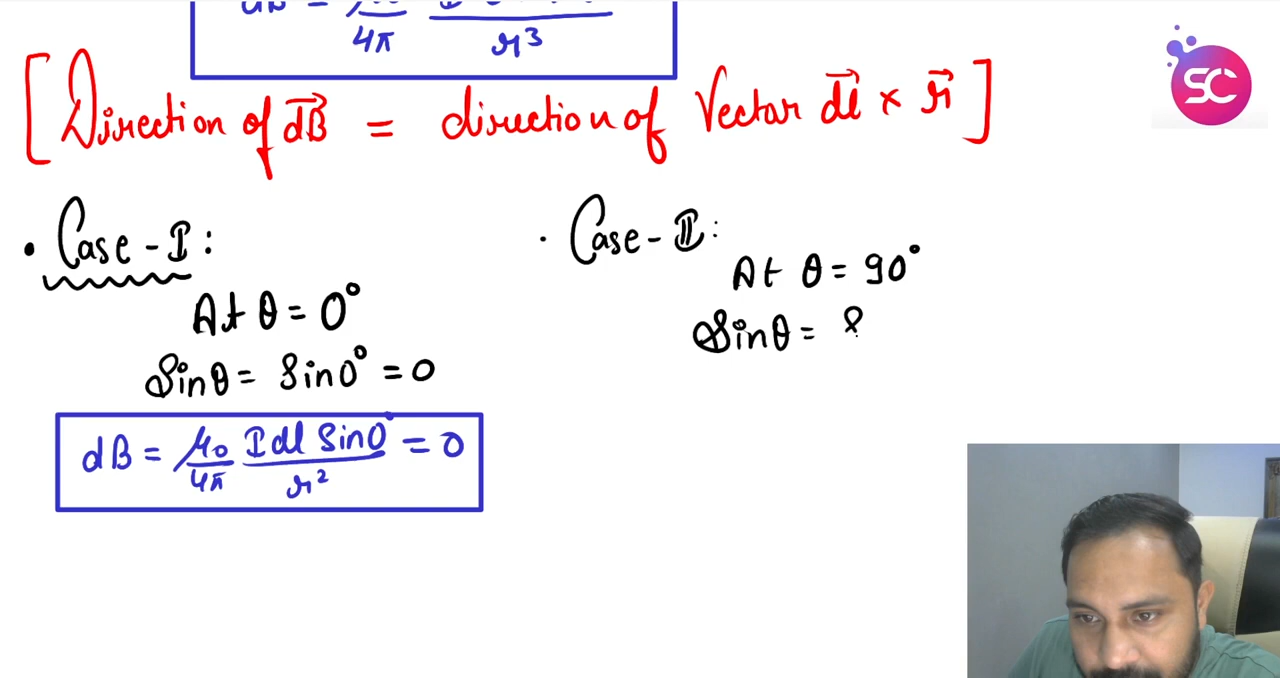 4π r³
[ Direction of dB⃗ = direction of Vector dl⃗ × r⃗ ]
SC
• Case - I :
At θ = 0°
Sinθ = Sin0° = 0
dB = μ₀/4π I dl Sin0°/r² = 0
· Case - II :
At θ = 90°
Sinθ =